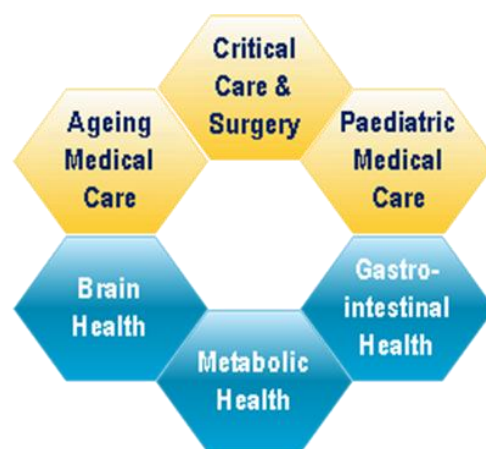 Critical
Care &
Surgery
Ageing
Medical
Care
Paediatric
Medical
Care
Brain
Health
Gastro-
intestinal
Health
Metabolic
Health